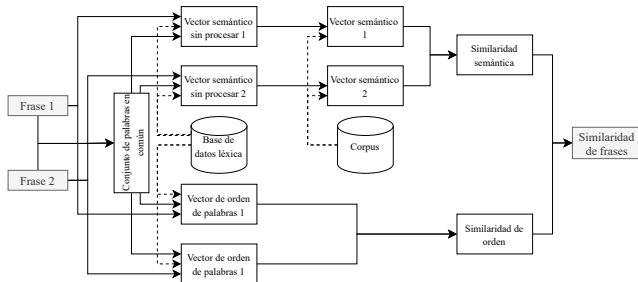 Vector semántico
sin procesar 1
Vector semántico
1
Similaridad
semántica
Vector semántico
sin procesar 2
Vector semántico
2
Frase 1
Frase 2
Conjunto de palabras en
común
Base de
datos léxica
Corpus
Similaridad
de frases
Vector de orden
de palabras 1
Similaridad
de orden
Vector de orden
de palabras 1